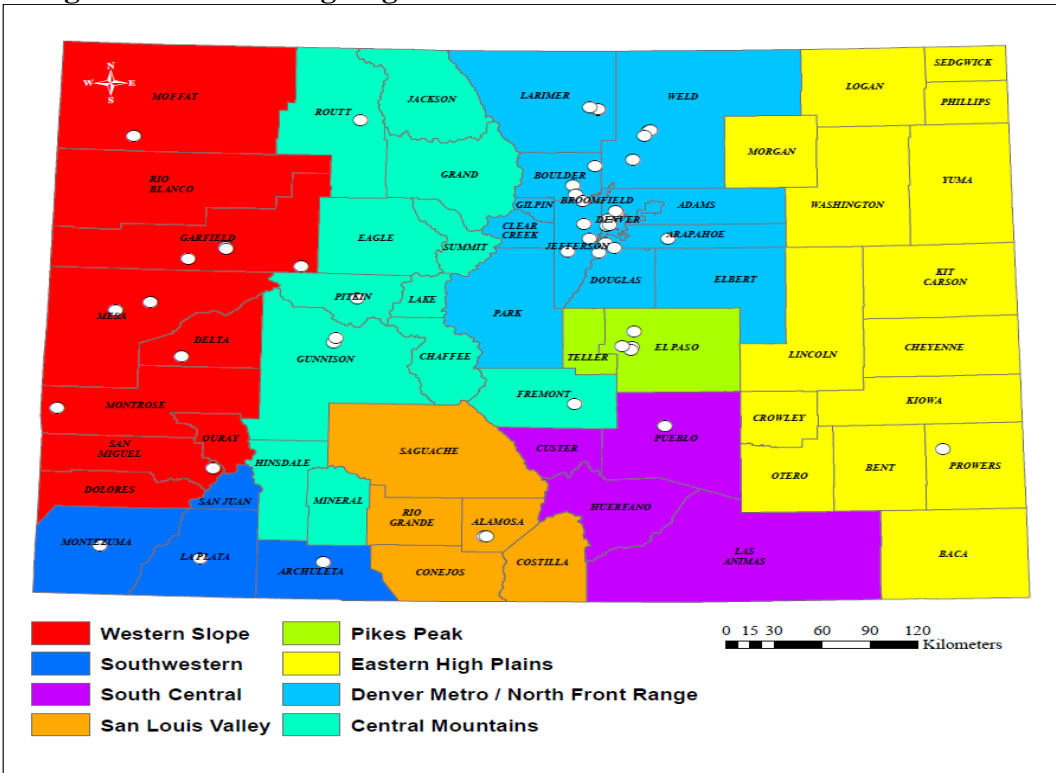 N
W E
S
MOFFAT
ROUTT
JACKSON
LARIMER
WELD
LOGAN
SEDGWICK
PHILLIPS
MORGAN
RIO
BLANCO
GRAND
BOULDER
YUMA
GILPIN
BROOMFIELD
ADAMS
WASHINGTON
DENVER
CLEAR
CREEK
GARFIELD
EAGLE
SUMMIT
JEFFERSON
ARAPAHOE
DOUGLAS
ELBERT
KIT
CARSON
PITKIN
LAKE
MESA
PARK
DELTA
GUNNISON
CHAFFEE
TELLER
EL PASO
LINCOLN
CHEYENNE
FREMONT
MONTROSE
KIOWA
CROWLEY
OURAY
SAN
MIGUEL
SAGUACHE
CUSTER
PUEBLO
HINSDALE
OTERO
BENT
PROWERS
DOLORES
SAN JUAN
MINERAL
RIO
GRANDE
ALAMOSA
HUERFANO
MONTEZUMA
LA PLATA
ARCHULETA
CONEJOS
COSTILLA
LAS
ANIMAS
BACA
Western Slope
Southwestern
South Central
San Louis Valley
Pikes Peak
Eastern High Plains
Denver Metro / North Front Range
Central Mountains
0 15 30 60 90 120
Kilometers